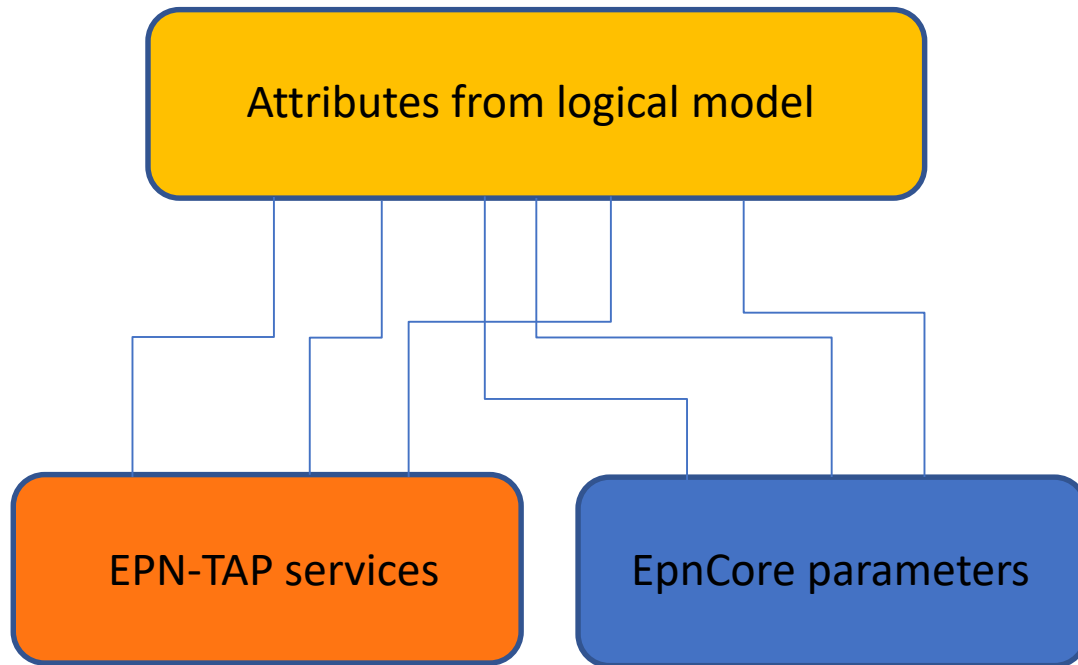 Attributes from logical model
EPN-TAP services
EpnCore parameters